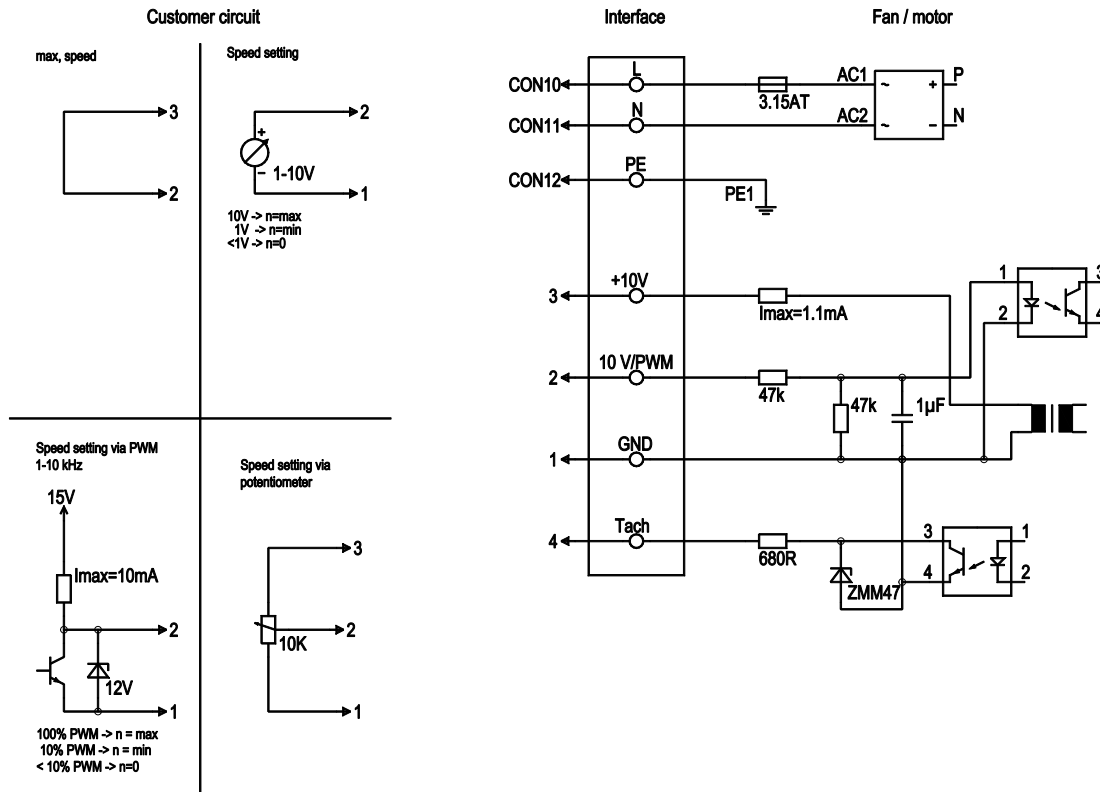 Customer circuit
Interface
Fan / motor
max, speed
3
2
Speed setting
2
+
1-10V
−
1
10V -> n=max
1V -> n=min
<1V -> n=0
Speed setting via PWM
1-10 kHz
15V
Imax=10mA
2
12V
1
100% PWM -> n = max
10% PWM -> n = min
< 10% PWM -> n=0
Speed setting via
potentiometer
3
2
10K
1
L
CON10
3.15AT
AC1
~
+
P
N
CON11
AC2
~
−
N
PE
CON12
PE1
+10V
3
Imax=1.1mA
1
2
3
4
10 V/PWM
2
47k
47k
1µF
GND
1
Tach
4
680R
ZMM47
3
4
1
2